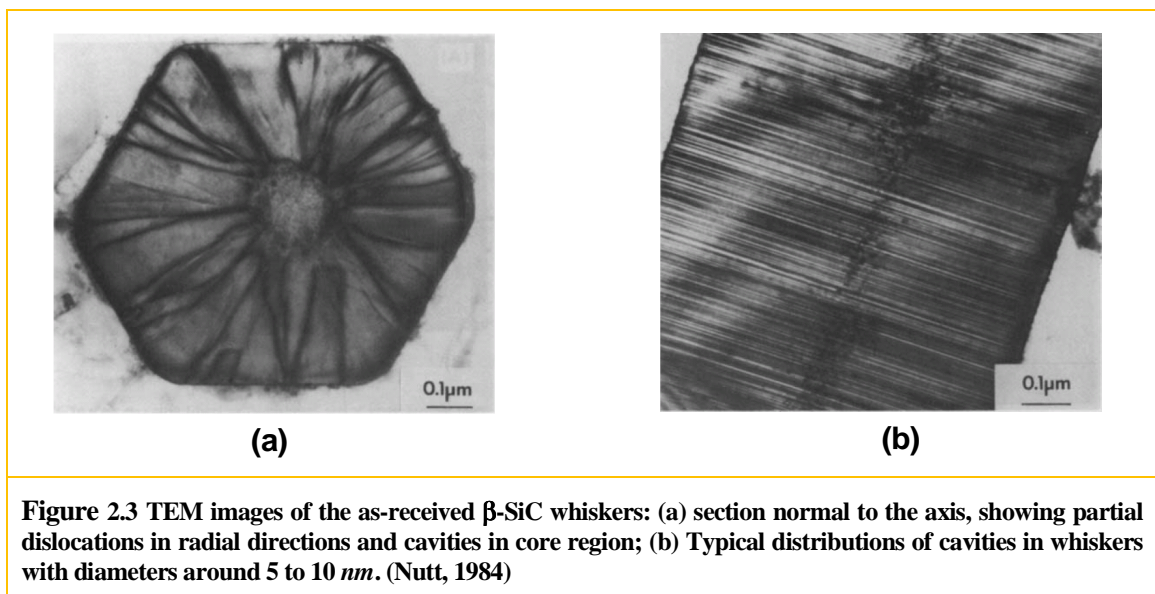 0.1µm
0.1µm
(a)
(b)
Figure 2.3 TEM images of the as-received β-SiC whiskers: (a) section normal to the axis, showing partial
dislocations in radial directions and cavities in core region; (b) Typical distributions of cavities in whiskers
with diameters around 5 to 10 nm. (Nutt, 1984)